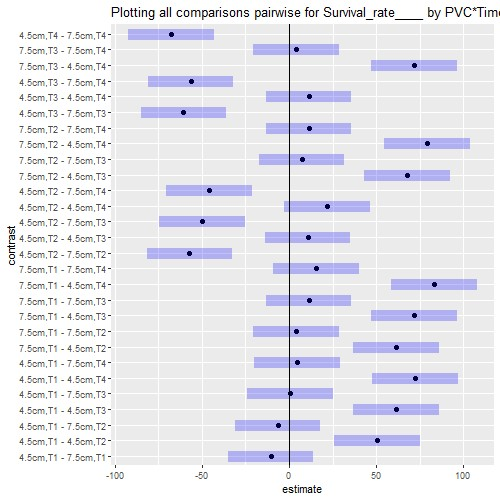 Plotting all comparisons pairwise for Survival_rate____ by PVC*Time
4.5cm,T4 - 7.5cm,T4
7.5cm,T3 - 7.5cm,T4
7.5cm,T3 - 4.5cm,T4
4.5cm,T3 - 7.5cm,T4
4.5cm,T3 - 4.5cm,T4
4.5cm,T3 - 7.5cm,T3
7.5cm,T2 - 7.5cm,T4
7.5cm,T2 - 4.5cm,T4
7.5cm,T2 - 7.5cm,T3
7.5cm,T2 - 4.5cm,T3
4.5cm,T2 - 7.5cm,T4
4.5cm,T2 - 4.5cm,T4
4.5cm,T2 - 7.5cm,T3
4.5cm,T2 - 4.5cm,T3
4.5cm,T2 - 7.5cm,T2
7.5cm,T1 - 7.5cm,T4
7.5cm,T1 - 4.5cm,T4
7.5cm,T1 - 7.5cm,T3
7.5cm,T1 - 4.5cm,T3
7.5cm,T1 - 7.5cm,T2
7.5cm,T1 - 4.5cm,T2
4.5cm,T1 - 7.5cm,T4
4.5cm,T1 - 4.5cm,T4
4.5cm,T1 - 7.5cm,T3
4.5cm,T1 - 4.5cm,T3
4.5cm,T1 - 7.5cm,T2
4.5cm,T1 - 4.5cm,T2
4.5cm,T1 - 7.5cm,T1
contrast
-100 -50 0 50 100
estimate